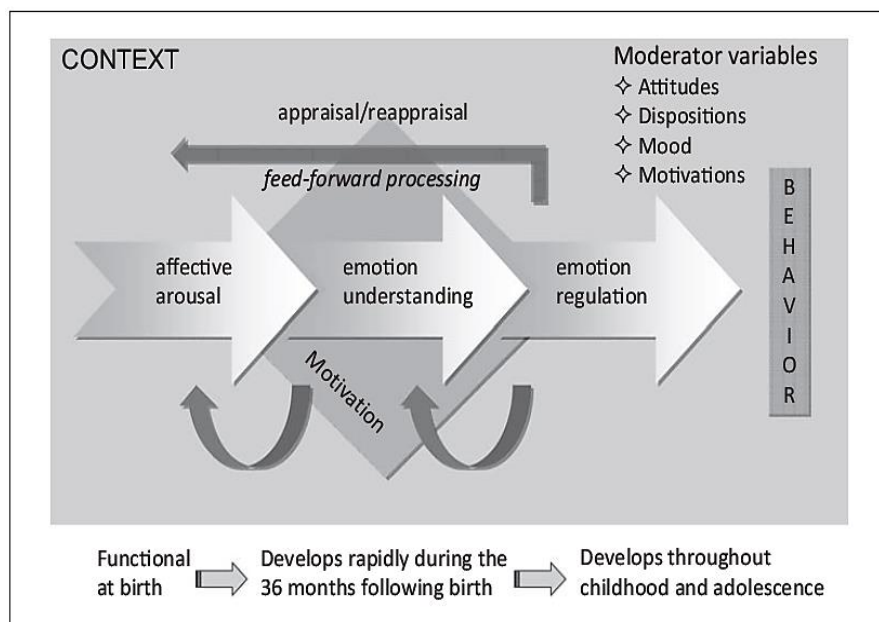 CONTEXT
Moderator variables
✧ Attitudes
✧ Dispositions
✧ Mood
✧ Motivations
appraisal/reappraisal
feed-forward processing
affective
arousal
emotion
understanding
emotion
regulation
Motivation
BEHAVIOR
Functional
at birth
Develops rapidly during the
36 months following birth
Develops throughout
childhood and adolescence